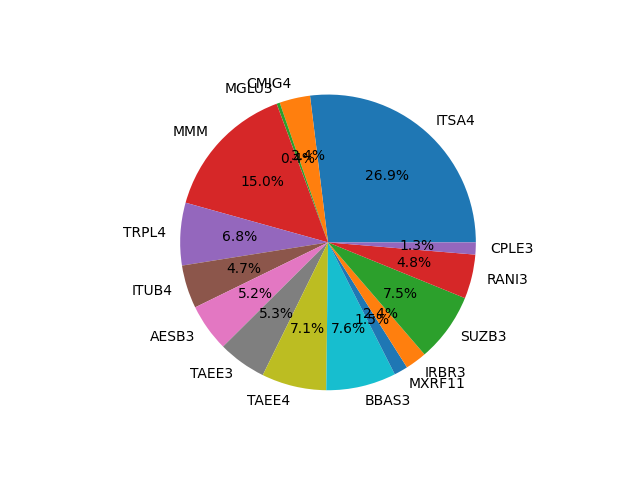 CMIG4
MGLU3
ITSA4
MMM
3.4%
0.4%
26.9%
15.0%
TRPL4
6.8%
1.3%
CPLE3
4.7%
4.8%
RANI3
ITUB4
5.2%
7.5%
5.3%
2.4%
1.5%
7.1%
7.6%
AESB3
SUZB3
TAEE3
IRBR3
MXRF11
TAEE4
BBAS3